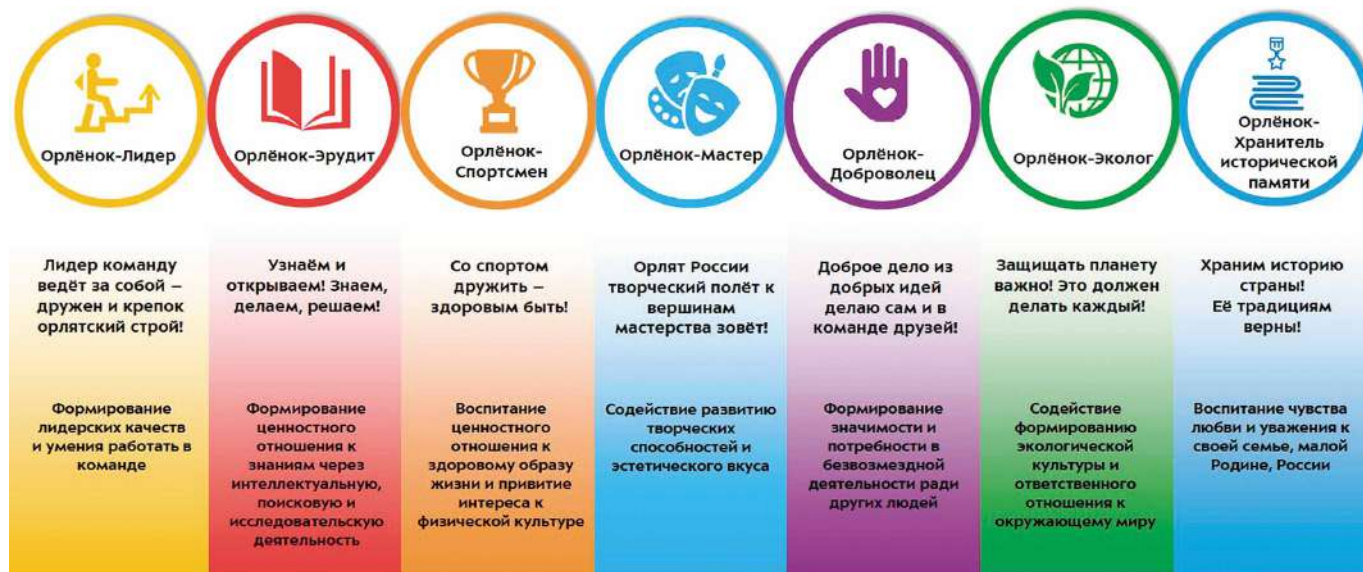 Орлёнок-Лидер
Орлёнок-Эрудит
Орлёнок-
Спортсмен
Орлёнок-Мастер
Орлёнок-
Доброволец
Орлёнок-Эколог
Орлёнок-
Хранитель
исторической
памяти
Лидер команду
ведёт за собой –
дружен и крепок
орлятский строй!
Узнаём и
открываем! Знаем,
делаем, решаем!
Со спортом
дружить –
здоровым быть!
Орлят России
творческий полёт к
вершинам
мастерства зовёт!
Доброе дело из
добрых идей
делаю сам и в
команде друзей!
Защищать планету
важно! Это должен
делать каждый!
Храним историю
страны!
Её традициям
верны!
Формирование
лидерских качеств
и умения работать в
команде
Формирование
ценностного
отношения к
знаниям через
интеллектуальную,
поисковую и
исследовательскую
деятельность
Воспитание
ценностного
отношения к
здоровому образу
жизни и привитие
интереса к
физической культуре
Содействие развитию
творческих
способностей и
эстетического вкуса
Формирование
значимости и
потребности в
безвозмездной
деятельности ради
других людей
Содействие
формированию
экологической
культуры и
ответственного
отношения к
окружающему миру
Воспитание чувства
любви и уважения к
своей семье, малой
Родине, России